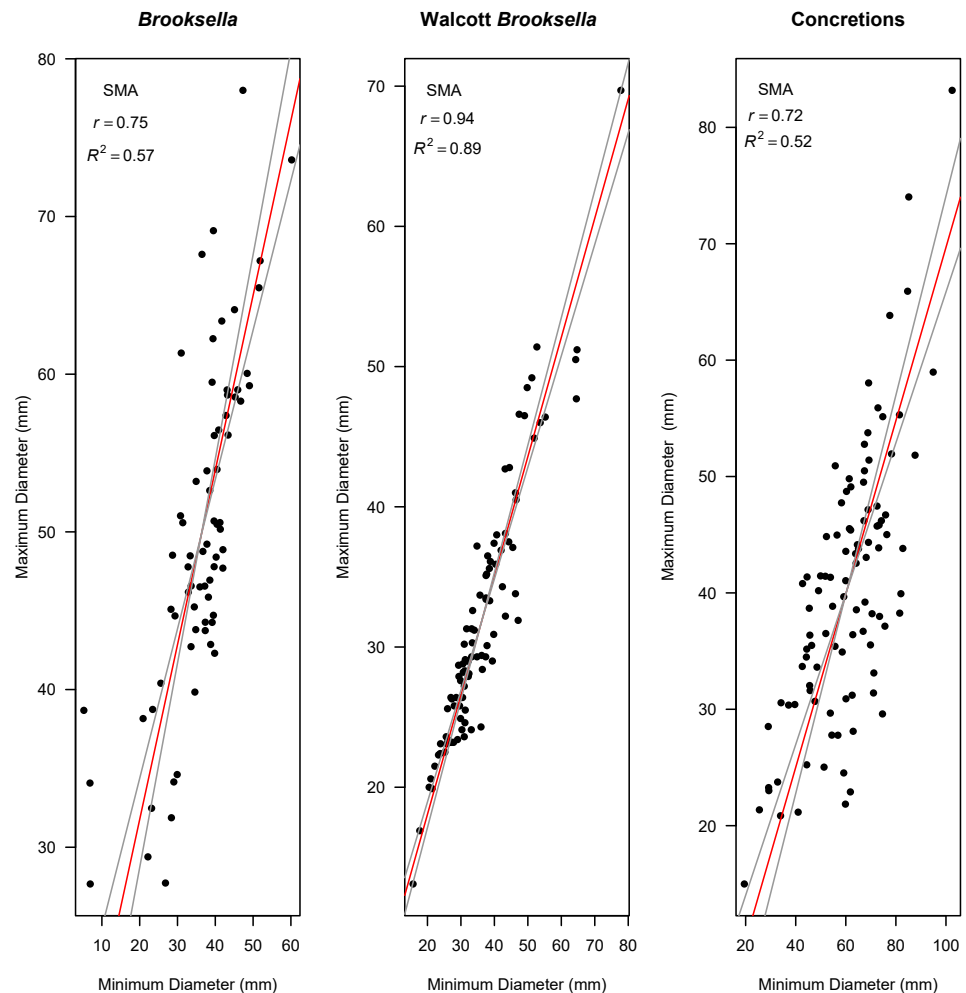 Brooksella
Walcott Brooksella
Concretions
SMA
r = 0.75
R² = 0.57
Maximum Diameter (mm)
80
70
60
50
40
30
10 20 30 40 50 60
Minimum Diameter (mm)
SMA
r = 0.94
R² = 0.89
Maximum Diameter (mm)
70
60
50
40
30
20
20 30 40 50 60 70 80
Minimum Diameter (mm)
SMA
r = 0.72
R² = 0.52
Maximum Diameter (mm)
80
70
60
50
40
30
20
20 40 60 80 100
Minimum Diameter (mm)